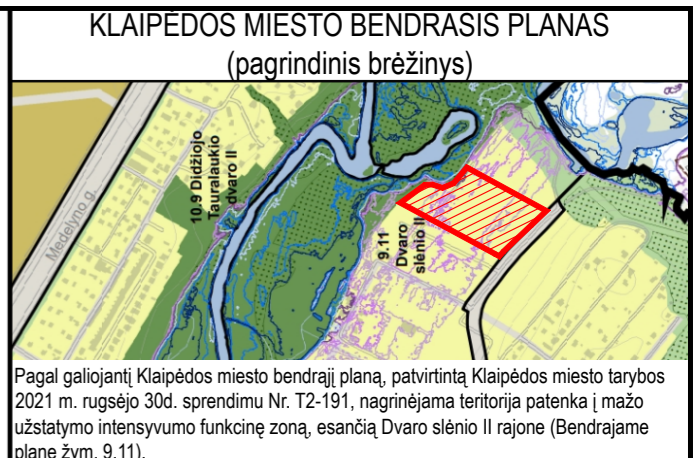 KLAIPĖDOS MIESTO BENDRASIS PLANAS
(pagrindinis brėžinys)
Medelyno g.
10.9 Didžiojo
Tauralaukio
dvaro II
9.11
Dvaro
slėnio II
Pagal galiojantį Klaipėdos miesto bendrąjį planą, patvirtintą Klaipėdos miesto tarybos
2021 m. rugsėjo 30d. sprendimu Nr. T2-191, nagrinėjama teritorija patenka į mažo
užstatymo intensyvumo funkcinę zoną, esančią Dvaro slėnio II rajone (Bendrajame
plane žym. 9.11).